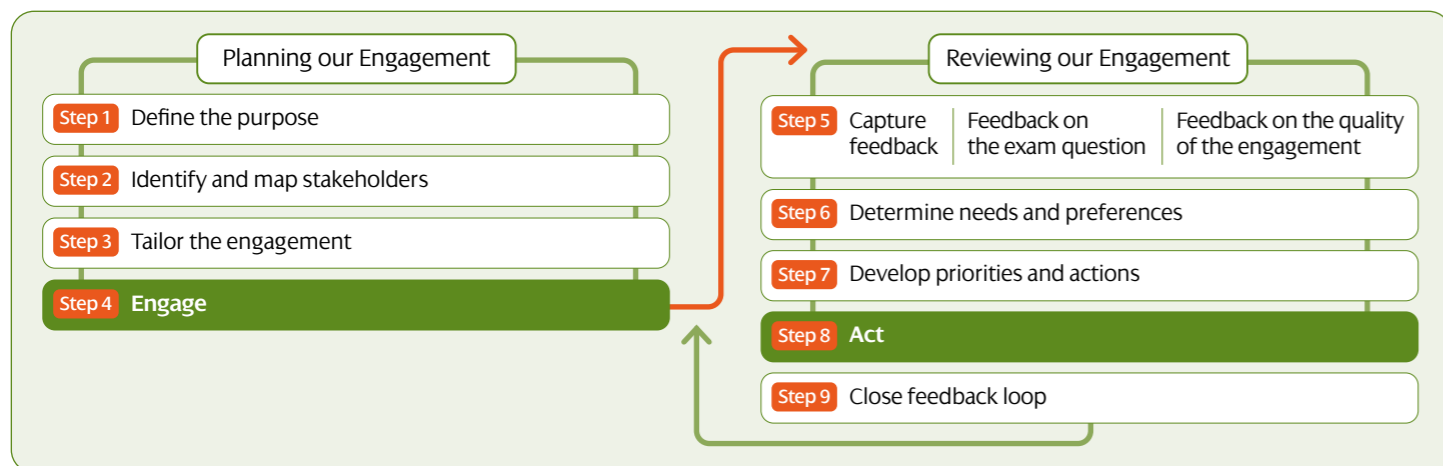 Planning our Engagement
Step 1 Define the purpose
Step 2 Identify and map stakeholders
Step 3 Tailor the engagement
Step 4 Engage
Reviewing our Engagement
Step 5 Capture
feedback
Feedback on
the exam question
Feedback on the quality
of the engagement
Step 6 Determine needs and preferences
Step 7 Develop priorities and actions
Step 8 Act
Step 9 Close feedback loop